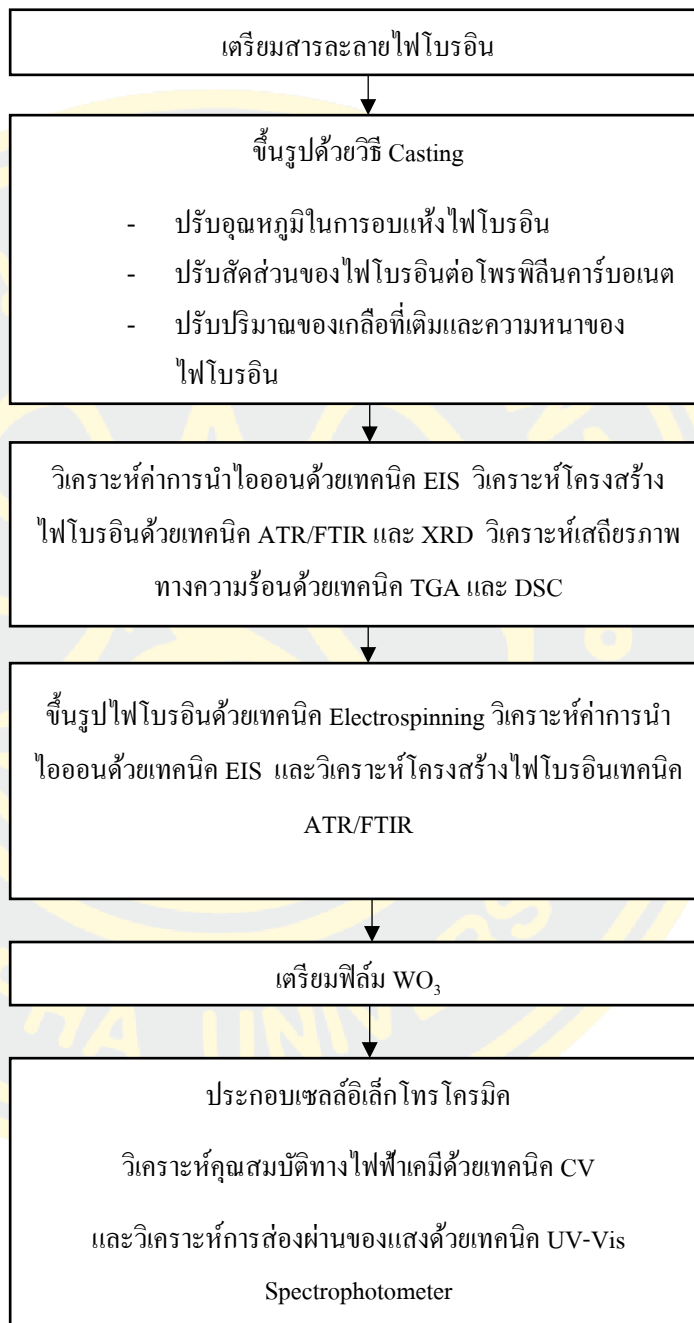 เตรียมสารละลายไฟโบรอิน
ขึ้นรูปด้วยวิธี Casting
- ปรับอุณหภูมิในการอบแห้งไฟโบรอิน
- ปรับสัดส่วนของไฟโบรอินต่อโพรพิลีนคาร์บอเนต
- ปรับปริมาณของเกลือที่เติมและความหนาของ
ไฟโบรอิน
วิเคราะห์ค่าการนำไอออนด้วยเทคนิค EIS วิเคราะห์โครงสร้าง
ไฟโบรอินด้วยเทคนิค ATR/FTIR และ XRD วิเคราะห์เสถียรภาพ
ทางความร้อนด้วยเทคนิค TGA และ DSC
ขึ้นรูปไฟโบรอินด้วยเทคนิค Electrospinning วิเคราะห์ค่าการนำ
ไอออนด้วยเทคนิค EIS และวิเคราะห์โครงสร้างไฟโบรอินเทคนิค
ATR/FTIR
เตรียมฟิล์ม WO₃
HA UNIVERS
ประกอบเซลล์อิเล็กโทรโครมิค
วิเคราะห์คุณสมบัติทางไฟฟ้าเคมีด้วยเทคนิค CV
และวิเคราะห์การส่องผ่านของแสงด้วยเทคนิค UV-Vis
Spectrophotometer